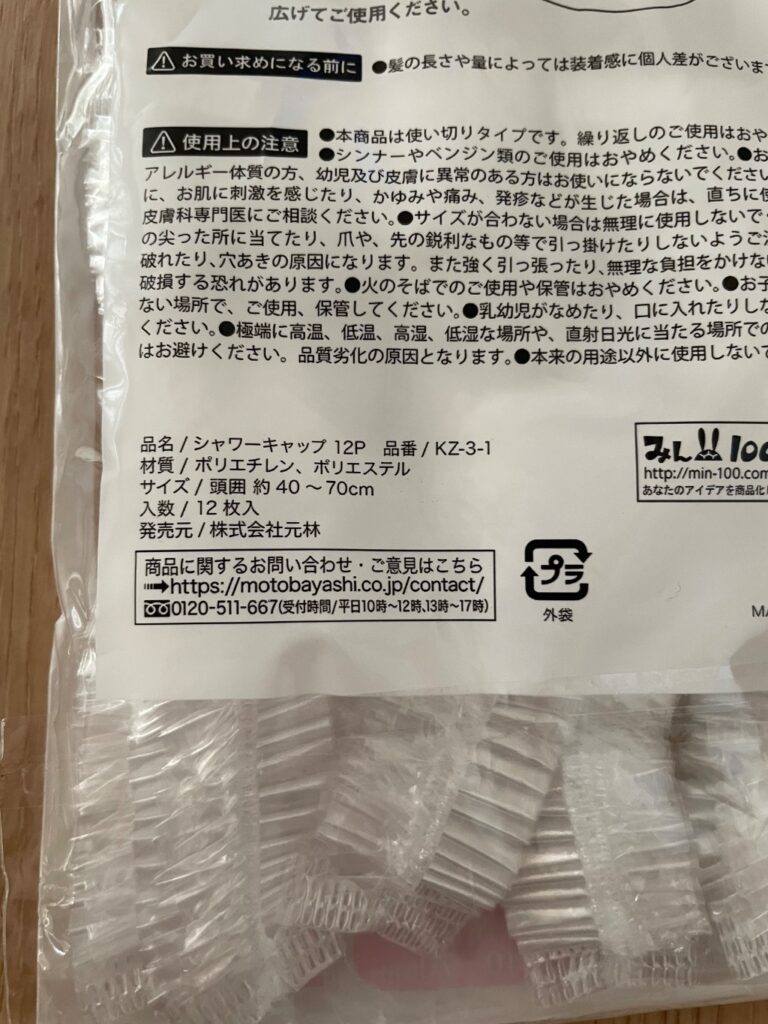 広げてご使用ください。
お買い求めになる前に ●髪の長さや量によっては装着感に個人差がございま
使用上の注意 ●本商品は使い切りタイプです。繰り返しのご使用はおや
●シンナーやベンジン類のご使用はおやめください。●お
アレルギー体質の方、幼児及び皮膚に異常のある方はお使いにならないでください
に、お肌に刺激を感じたり、かゆみや痛み、発疹などが生じた場合は、直ちに使
皮膚科専門医にご相談ください。●サイズが合わない場合は無理に使用しないで
の尖った所に当てたり、爪や、先の鋭利なもの等で引っ掛けたりしないようご
破れたり、穴あきの原因になります。また強く引っ張ったり、無理な負担をかけない
破損する恐れがあります。●火のそばでのご使用や保管はおやめください。●お子
ない場所で、ご使用、保管してください。●乳幼児がなめたり、口に入れたりしな
ください。●極端に高温、低温、高湿、低湿な場所や、直射日光に当たる場所での
はお避けください。品質劣化の原因となります。●本来の用途以外に使用しないで
品名 / シャワーキャップ 12P 品番 / KZ-3-1
材質 / ポリエチレン、ポリエステル
サイズ / 頭囲 約 40 〜 70cm
入数 / 12 枚入
発売元 / 株式会社元林
みん100
http://min-100.com
あなたのアイデアを商品化
商品に関するお問い合わせ・ご意見はこちら
https://motobayashi.co.jp/contact/
0120-511-667(受付時間/平日10時〜12時、13時〜17時)
プラ
外袋
MA